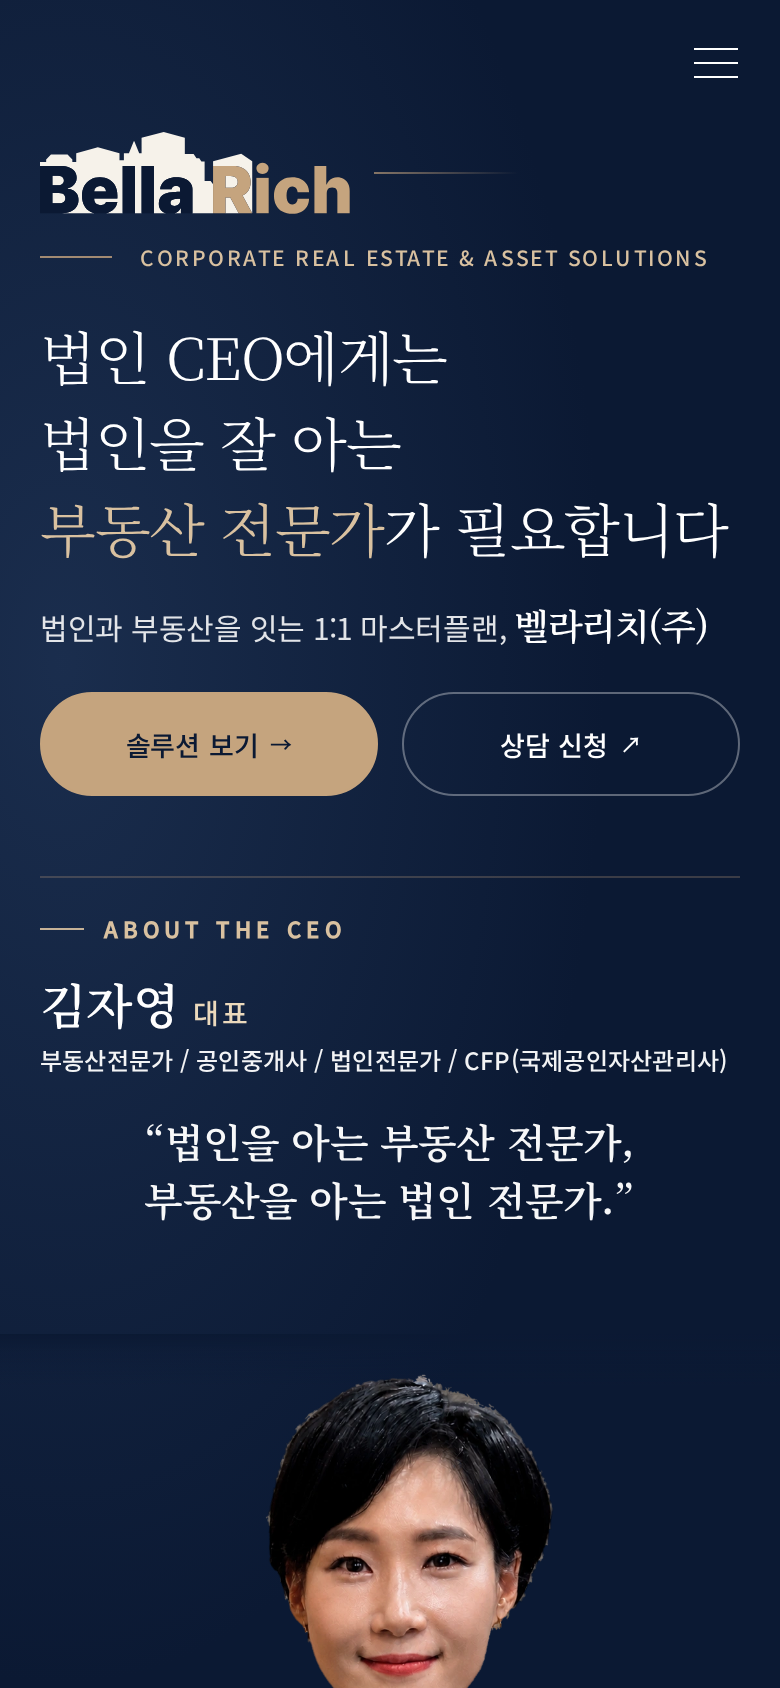 Bella Rich
CORPORATE REAL ESTATE & ASSET SOLUTIONS
법인 CEO에게는
법인을 잘 아는
부동산 전문가가 필요합니다
법인과 부동산을 잇는 1:1 마스터플랜, 벨라리치(주)
솔루션 보기 →
상담 신청 ↗
ABOUT THE CEO
김자영 대표
부동산전문가 / 공인중개사 / 법인전문가 / CFP(국제공인자산관리사)
“법인을 아는 부동산 전문가,
부동산을 아는 법인 전문가.”